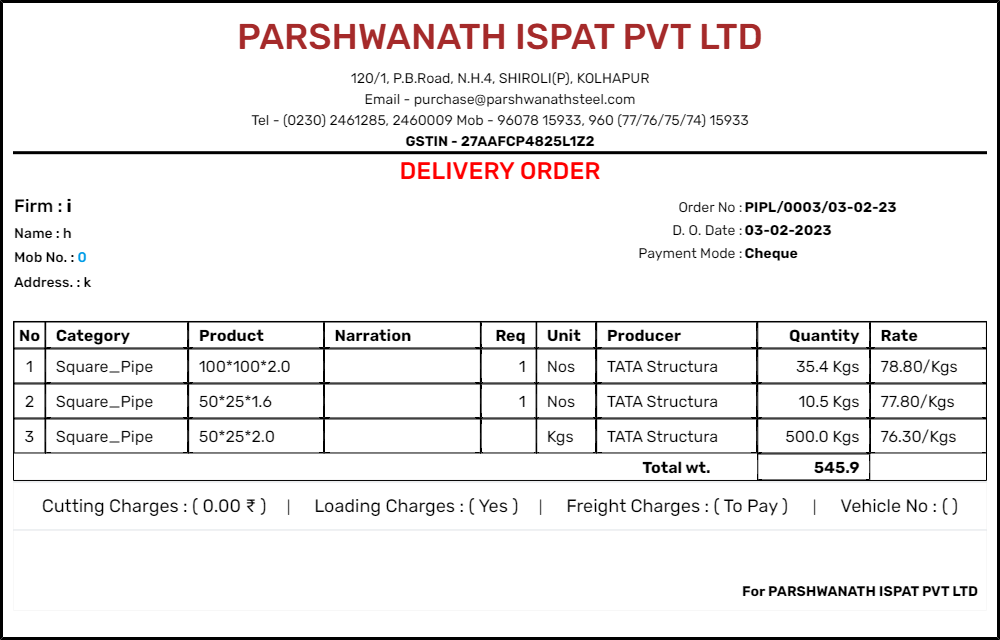 PARSHWANATH ISPAT PVT LTD
120/1, P.B.Road, N.H.4, SHIROLI(P), KOLHAPUR
Email - purchase@parshwanathsteel.com
Tel - (0230) 2461285, 2460009 Mob - 96078 15933, 960 (77/76/75/74) 15933
GSTIN - 27AAFCP4825L1Z2
DELIVERY ORDER
Firm : i
Name : h
Mob No. : 0
Address. : k
Order No : PIPL/0003/03-02-23
D. O. Date : 03-02-2023
Payment Mode : Cheque
No Category Product Narration Req Unit Producer Quantity Rate
1 Square_Pipe 100*100*2.0 1 Nos TATA Structura 35.4 Kgs 78.80/Kgs
2 Square_Pipe 50*25*1.6 1 Nos TATA Structura 10.5 Kgs 77.80/Kgs
3 Square_Pipe 50*25*2.0 Kgs TATA Structura 500.0 Kgs 76.30/Kgs
Total wt. 545.9
Cutting Charges : ( 0.00 ₹ ) | Loading Charges : ( Yes ) | Freight Charges : ( To Pay ) | Vehicle No : ( )
For PARSHWANATH ISPAT PVT LTD